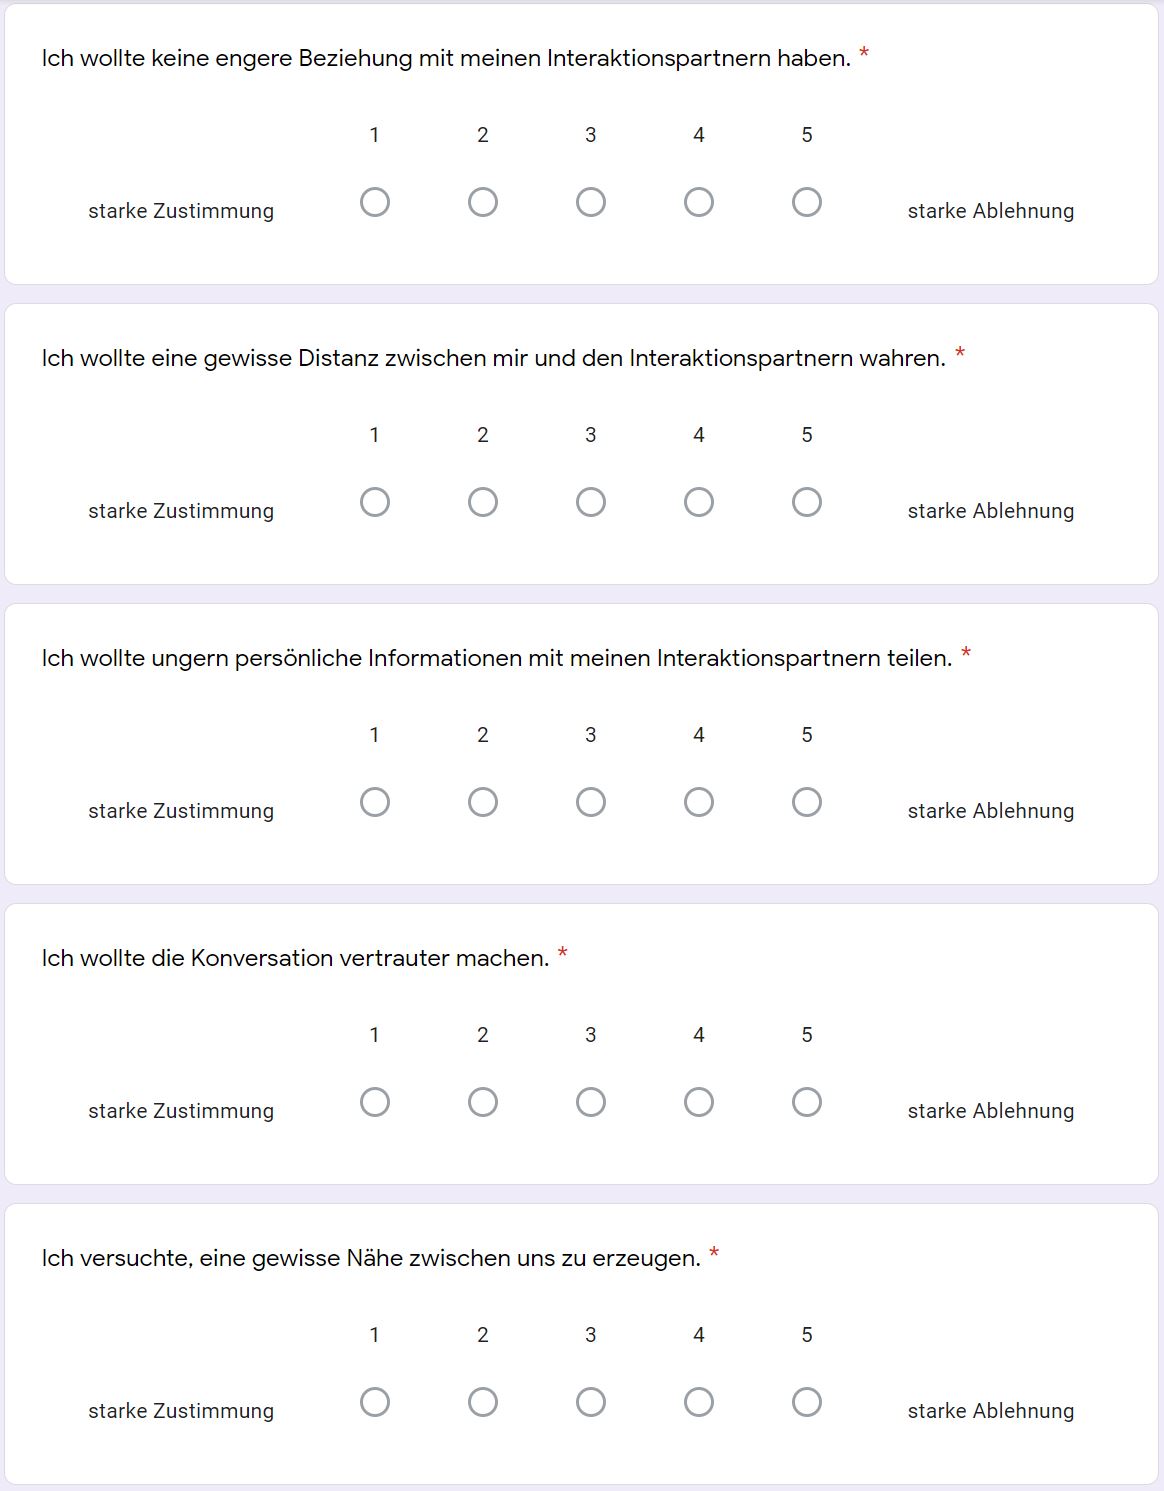 Ich wollte keine engere Beziehung mit meinen Interaktionspartnern haben. *
1 2 3 4 5
starke Zustimmung starke Ablehnung
Ich wollte eine gewisse Distanz zwischen mir und den Interaktionspartnern wahren. *
1 2 3 4 5
starke Zustimmung starke Ablehnung
Ich wollte ungern persönliche Informationen mit meinen Interaktionspartnern teilen. *
1 2 3 4 5
starke Zustimmung starke Ablehnung
Ich wollte die Konversation vertrauter machen. *
1 2 3 4 5
starke Zustimmung starke Ablehnung
Ich versuchte, eine gewisse Nähe zwischen uns zu erzeugen. *
1 2 3 4 5
starke Zustimmung starke Ablehnung